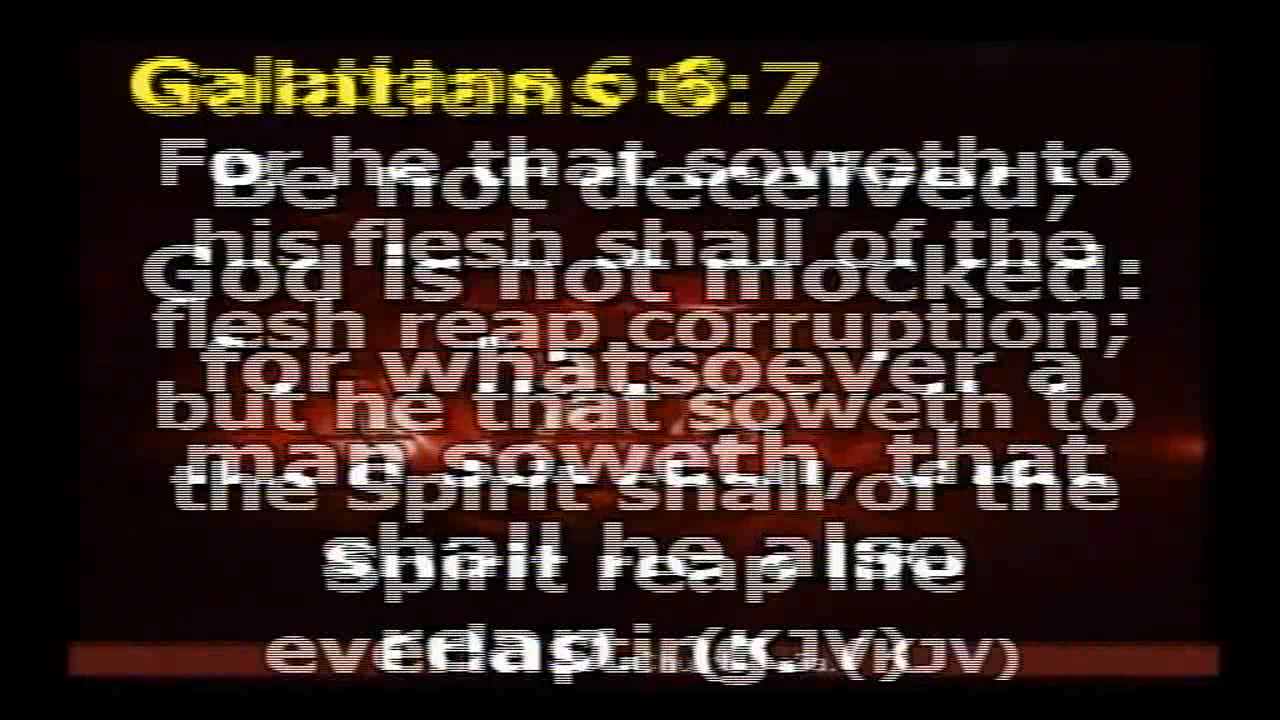 Galatians 6:7
Be not deceived;
God is not mocked:
for whatsoever a
man soweth, that
shall he also
reap. (KJV)
Galatians 6:8
For he that soweth to
his flesh shall of the
flesh reap corruption;
but he that soweth to
the Spirit shall of the
Spirit reap life
everlasting. (KJV)